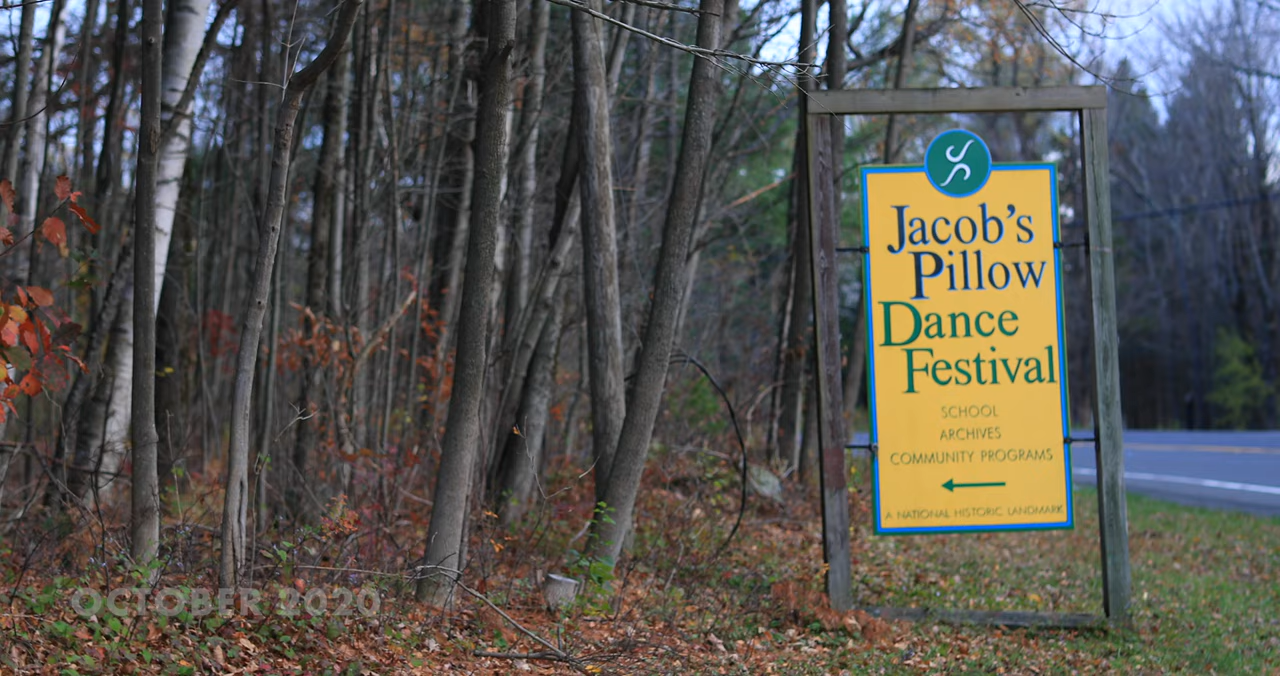 Jacob's
Pillow
Dance
Festival
SCHOOL
ARCHIVES
COMMUNITY PROGRAMS
A NATIONAL HISTORIC LANDMARK
OCTOBER 2020